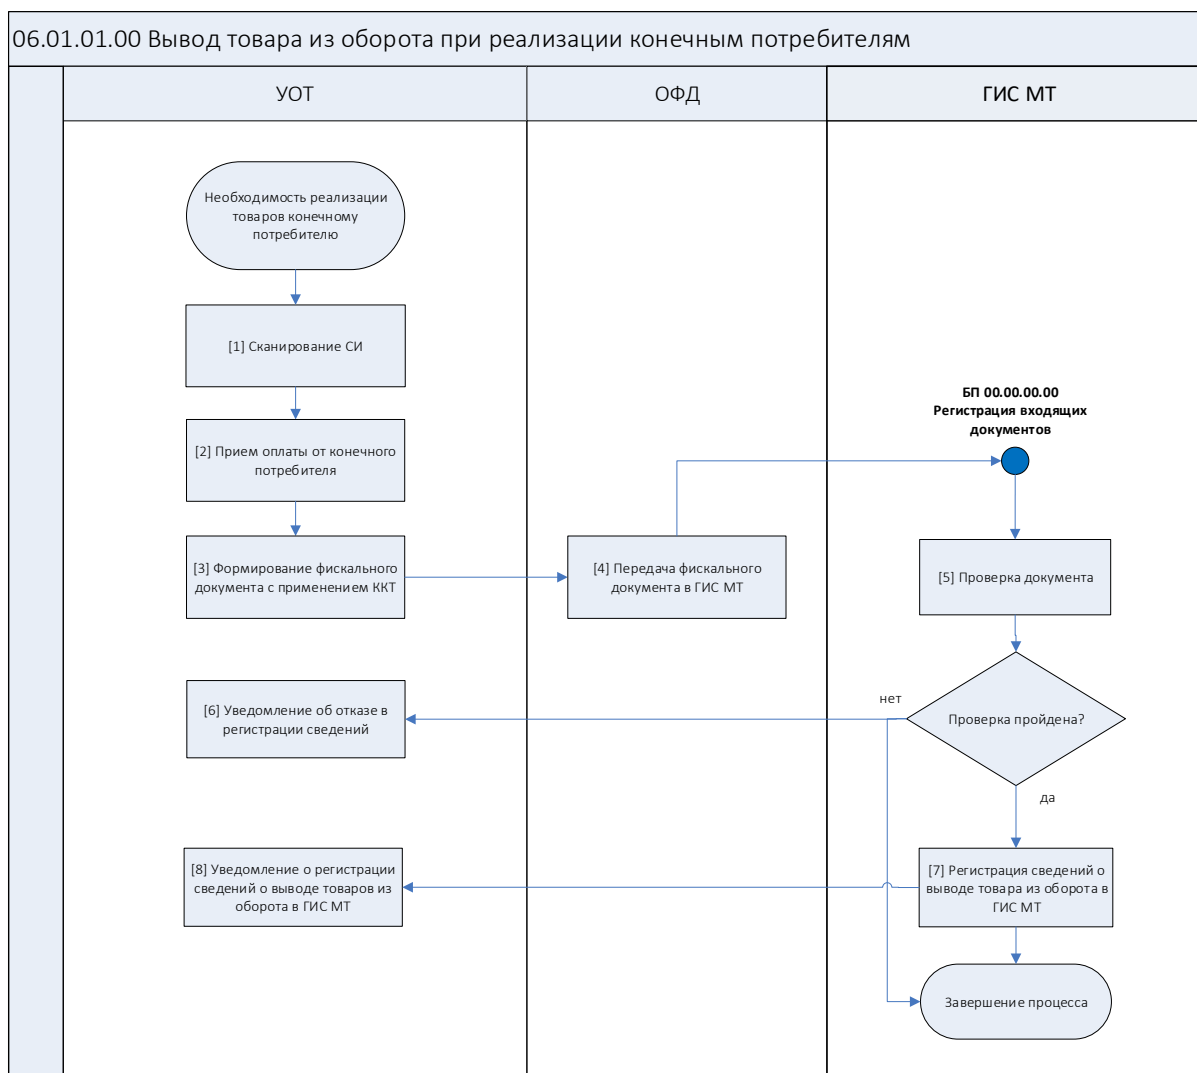 06.01.01.00 Вывод товара из оборота при реализации конечным потребителям
УОТ
ОФД
ГИС МТ
Необходимость реализации
товаров конечному
потребителю
[1] Сканирование СИ
[2] Прием оплаты от конечного
потребителя
БП 00.00.00.00
Регистрация входящих
документов
[3] Формирование фискального
документа с применением ККТ
[4] Передача фискального
документа в ГИС МТ
[5] Проверка документа
[6] Уведомление об отказе в
регистрации сведений
нет
Проверка пройдена?
да
[8] Уведомление о регистрации
сведений о выводе товаров из
оборота в ГИС МТ
[7] Регистрация сведений о
выводе товара из оборота в
ГИС МТ
Завершение процесса